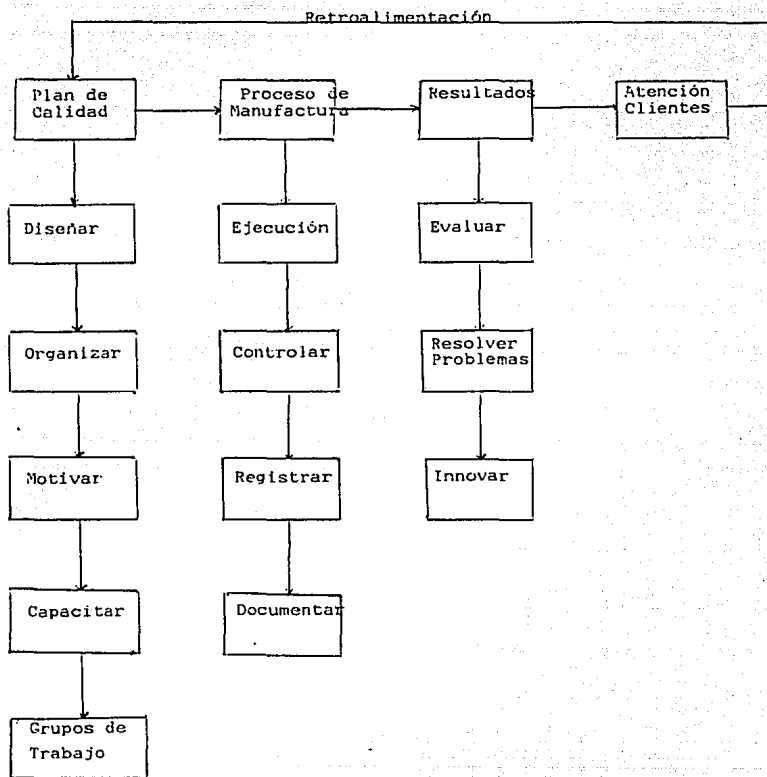 Retroalimentación
Plan de
Calidad
Proceso de
Manufactura
Resultados
Atención
Clientes
Diseñar
Ejecución
Evaluar
Organizar
Controlar
Resolver
Problemas
Motivar
Registrar
Innovar
Capacitar
Documentar
Grupos de
Trabajo